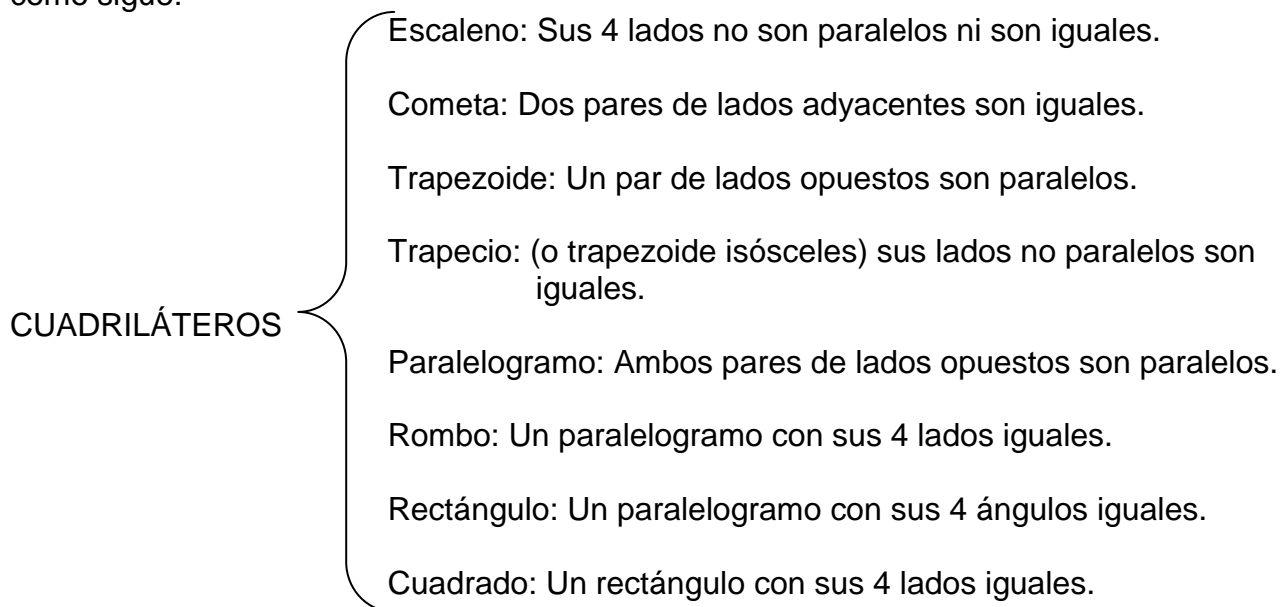 como sigue:
Escaleno: Sus 4 lados no son paralelos ni son iguales.
Cometa: Dos pares de lados adyacentes son iguales.
Trapezoide: Un par de lados opuestos son paralelos.
Trapecio: (o trapezoide isósceles) sus lados no paralelos son
iguales.
CUADRILÁTEROS
Paralelogramo: Ambos pares de lados opuestos son paralelos.
Rombo: Un paralelogramo con sus 4 lados iguales.
Rectángulo: Un paralelogramo con sus 4 ángulos iguales.
Cuadrado: Un rectángulo con sus 4 lados iguales.